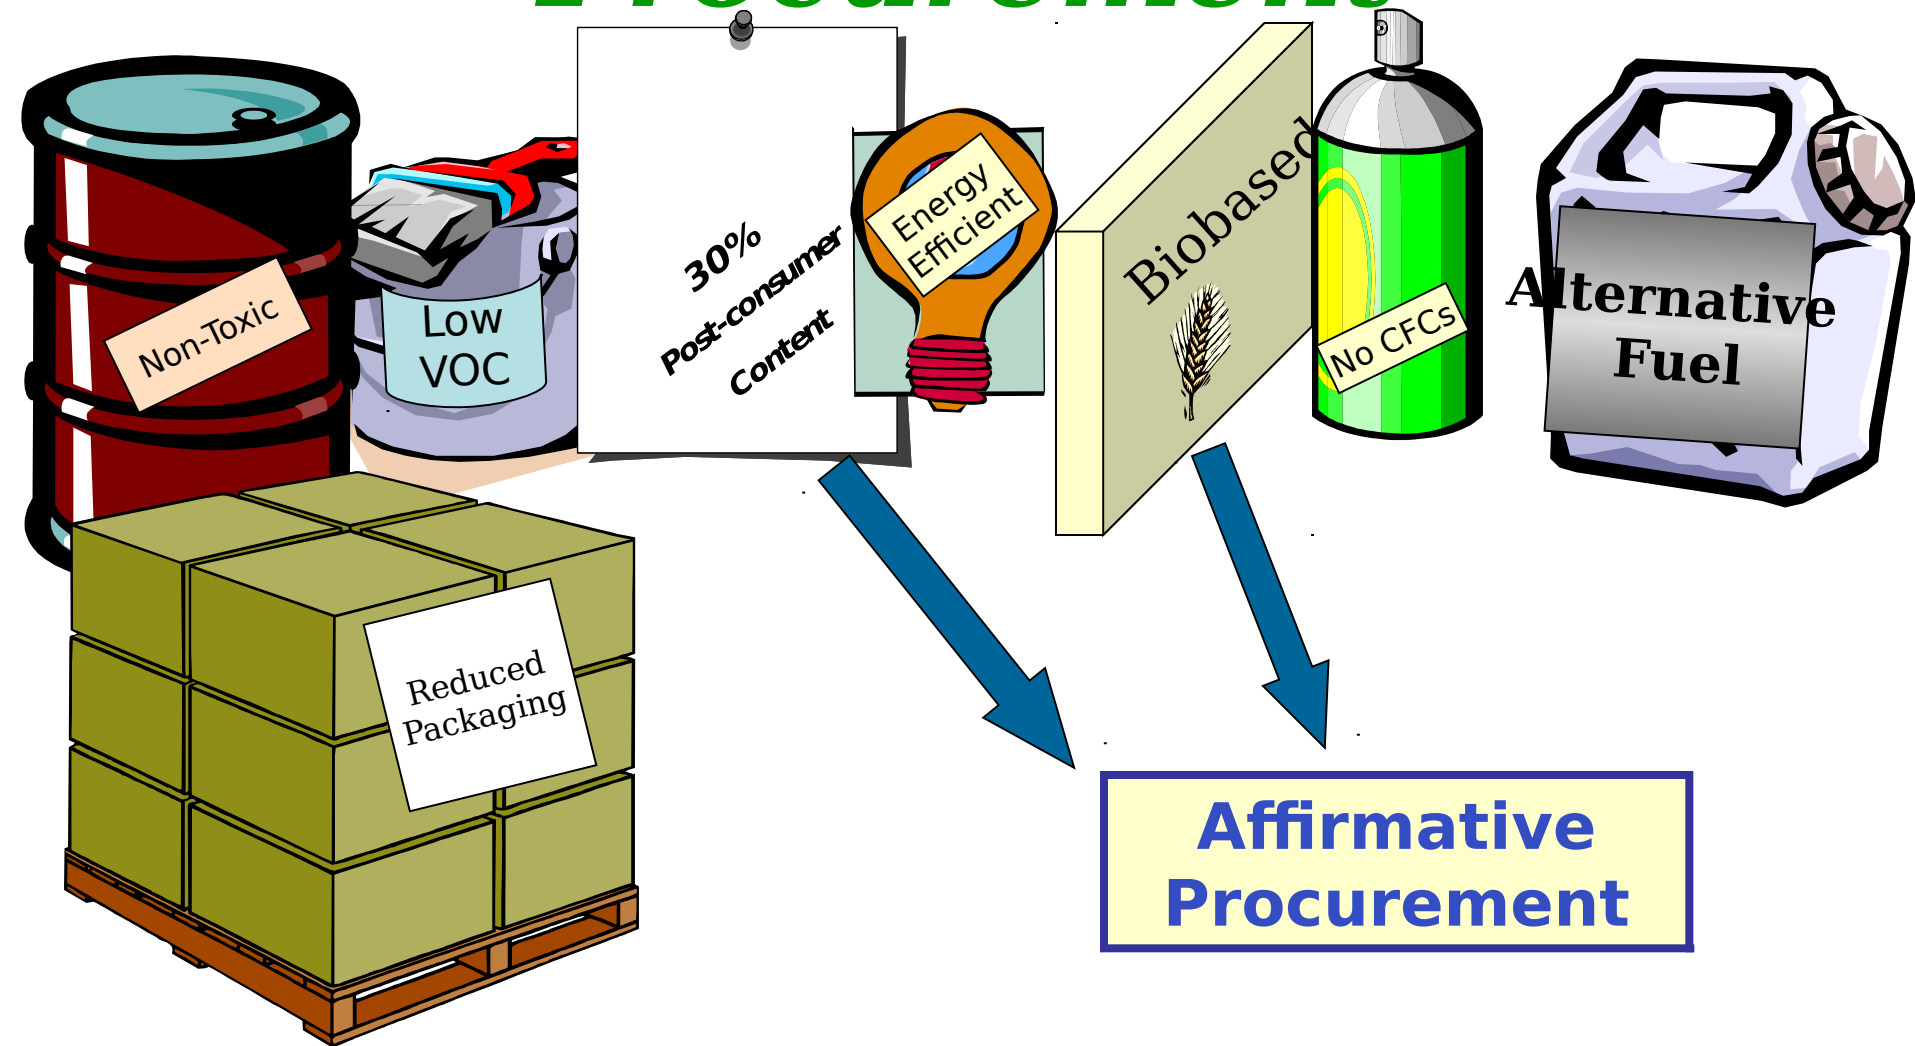 Procurement
Non-Toxic
Low
VOC
30%
Post-consumer
Content
Energy
Efficient
Biobased
No CFCs
Alternative
Fuel
Reduced
Packaging
Affirmative
Procurement